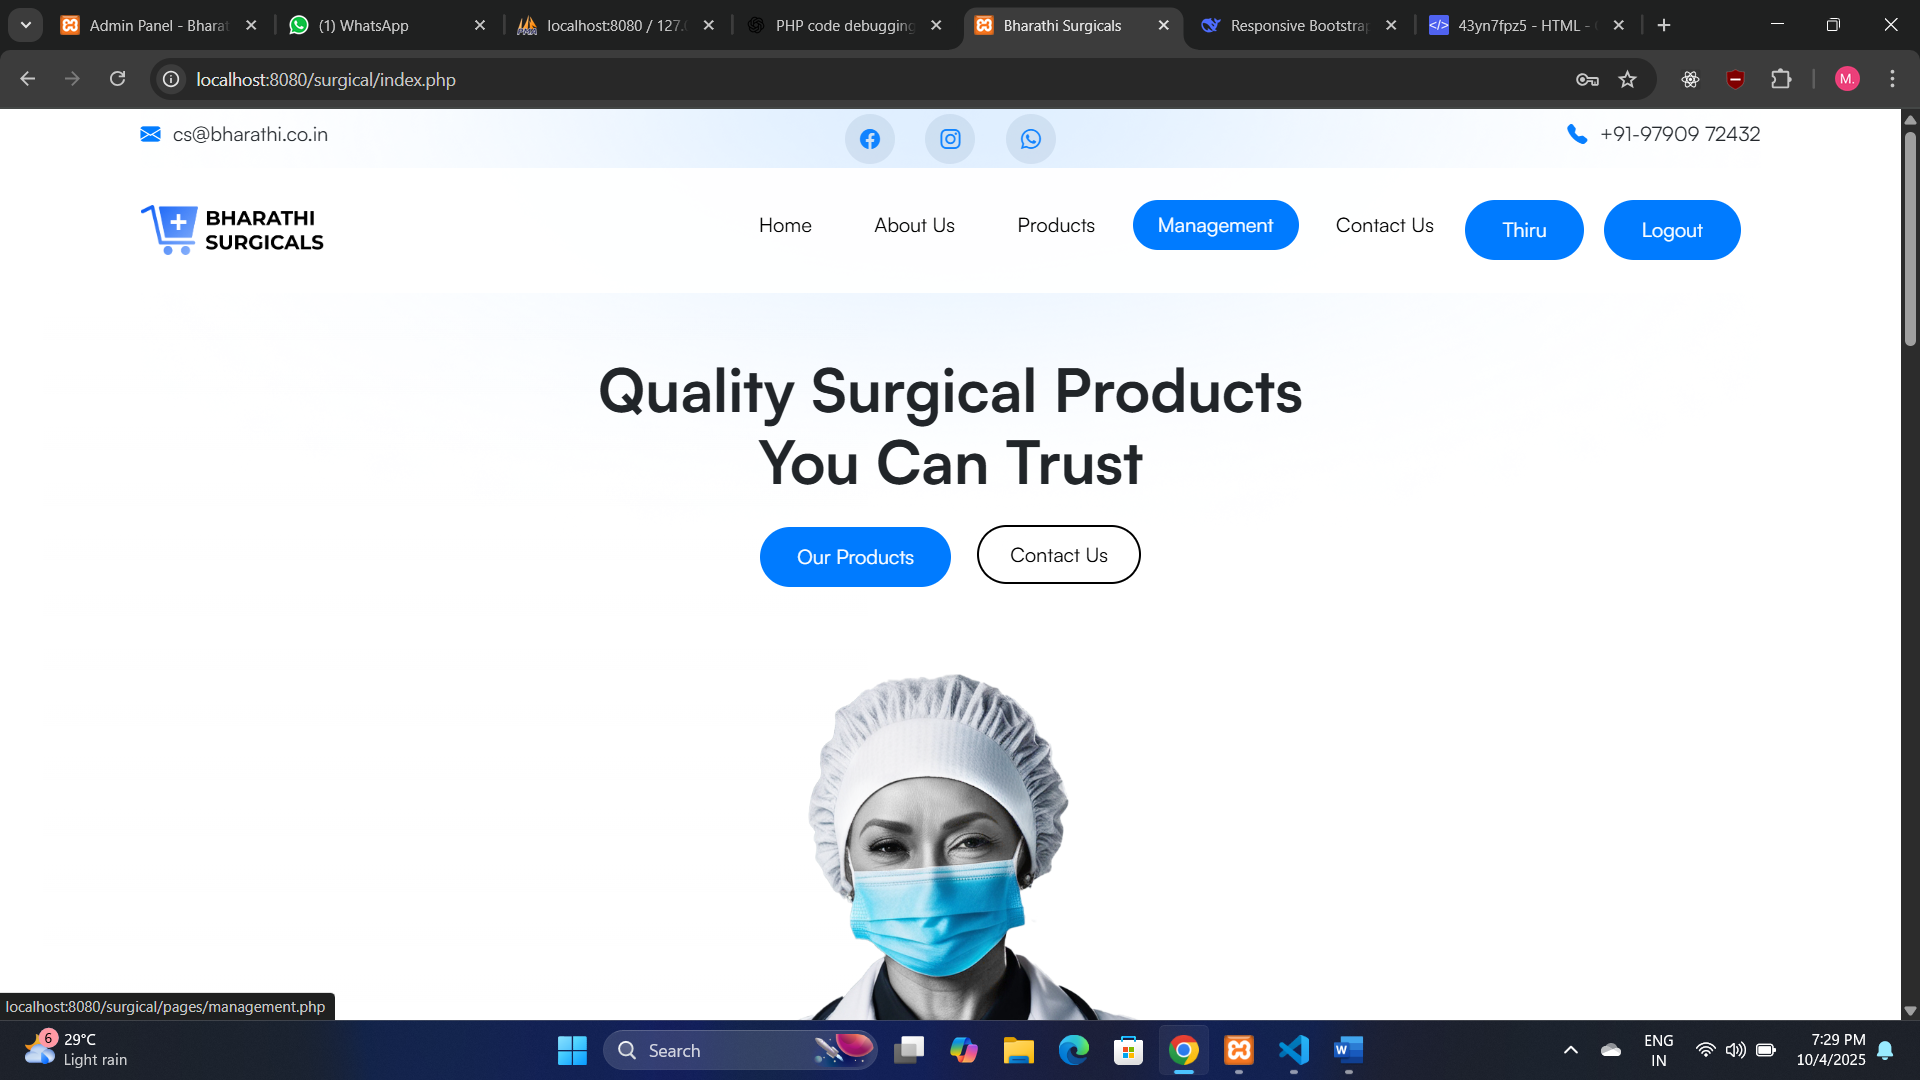 Admin Panel - Bharat
(1) WhatsApp
localhost:8080 / 127.0
PHP code debugging
Bharathi Surgicals
Responsive Bootstrap
43yn7fpz5 - HTML -
localhost:8080/surgical/index.php
M.
cs@bharathi.co.in
+91-97909 72432
BHARATHI
SURGICALS
Home
About Us
Products
Management
Contact Us
Thiru
Logout
Quality Surgical Products
You Can Trust
Our Products
Contact Us
localhost:8080/surgical/pages/management.php
6
29°C
Light rain
Search
ENG
IN
7:29 PM
10/4/2025